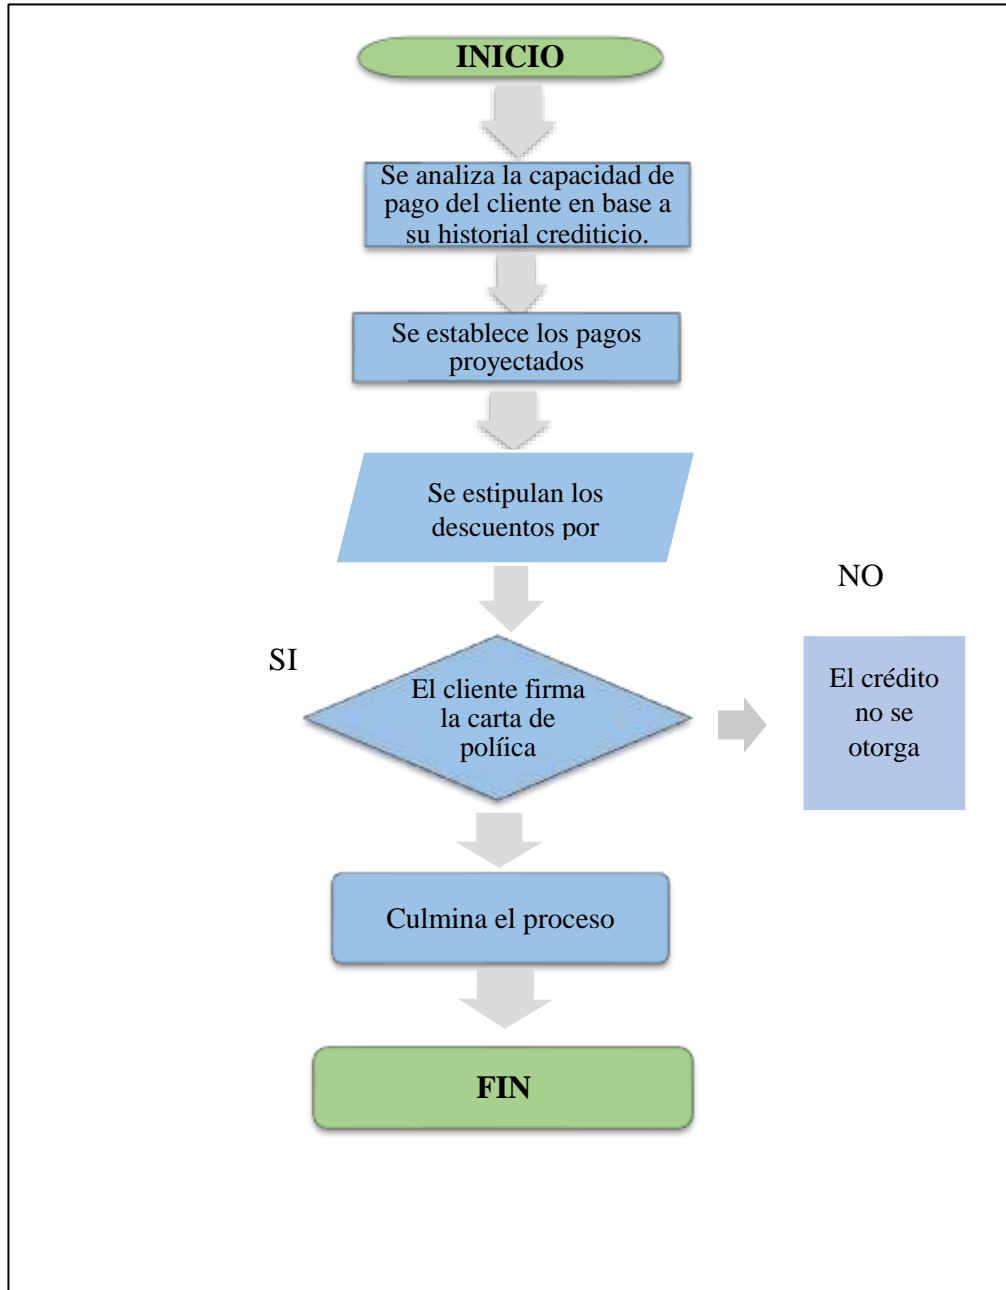 INICIO
Se analiza la capacidad de
pago del cliente en base a
su historial crediticio.
Se establece los pagos
proyectados
Se estipulan los
descuentos por
NO
SI
El cliente firma
la carta de
políica
El crédito
no se
otorga
Culmina el proceso
FIN